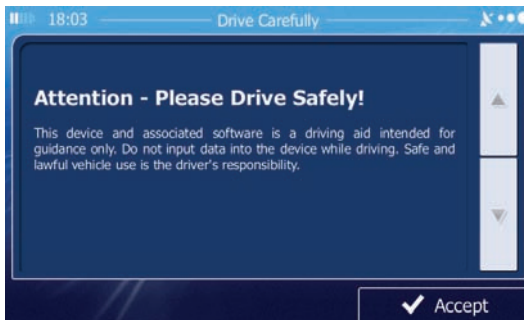 18:03 Drive Carefully
Attention - Please Drive Safely!
This device and associated software is a driving aid intended for
guidance only. Do not input data into the device while driving. Safe and
lawful vehicle use is the driver's responsibility.
Accept